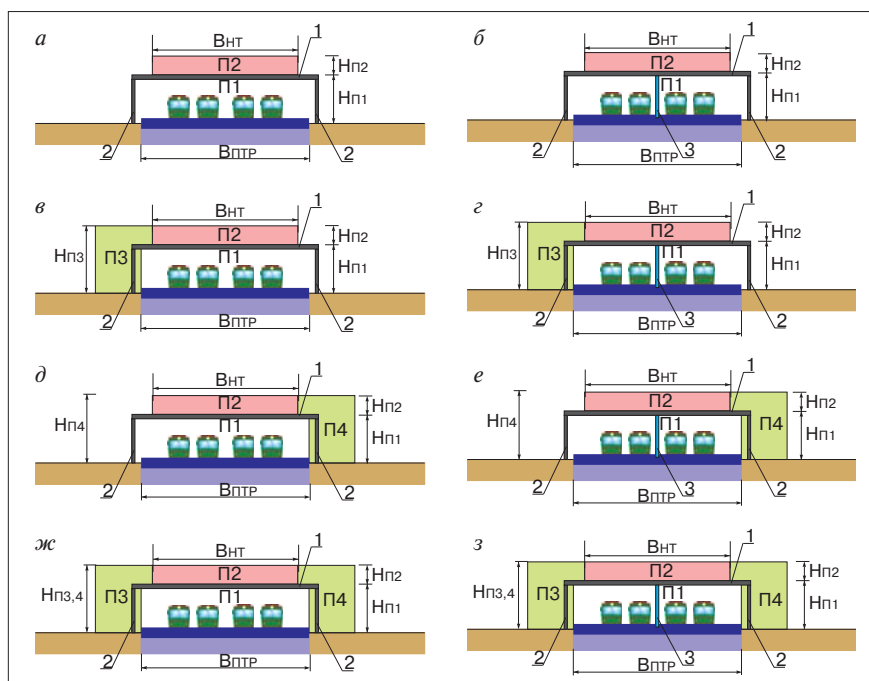 а
Внт
1
П2
Нп2
П1
Нп1
2
2
Вптр
б
Внт
1
П2
Нп2
П1
Нп1
2
3
2
Вптр
в
Внт
1
П2
Нп2
Нп3
П3
П1
Нп1
2
2
Вптр
г
Внт
1
П2
Нп2
Нп3
П3
П1
Нп1
2
3
2
Вптр
д
Внт
1
П2
Нп2
Нп4
П1
П4
Нп1
2
2
Вптр
е
Внт
1
П2
Нп2
Нп4
П1
П4
Нп1
2
3
2
Вптр
ж
Внт
1
П2
Нп2
Нп3,4
П3
П1
П4
Нп1
2
2
Вптр
з
Внт
1
П2
Нп2
Нп3,4
П3
П1
П4
Нп1
2
3
2
Вптр